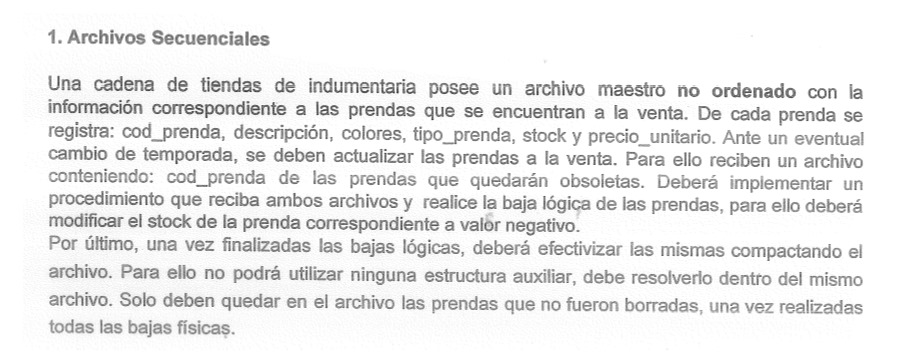 1. Archivos Secuenciales
Una cadena de tiendas de indumentaria posee un archivo maestro no ordenado con la
información correspondiente a las prendas que se encuentran a la venta. De cada prenda se
registra: cod_prenda, descripción, colores, tipo_prenda, stock y precio_unitario. Ante un eventual
cambio de temporada, se deben actualizar las prendas a la venta. Para ello reciben un archivo
conteniendo: cod_prenda de las prendas que quedarán obsoletas. Deberá implementar un
procedimiento que reciba ambos archivos y realice la baja lógica de las prendas, para ello deberá
modificar el stock de la prenda correspondiente a valor negativo.
Por último, una vez finalizadas las bajas lógicas, deberá efectivizar las mismas compactando el
archivo. Para ello no podrá utilizar ninguna estructura auxiliar, debe resolverlo dentro del mismo
archivo. Solo deben quedar en el archivo las prendas que no fueron borradas, una vez realizadas
todas las bajas físicas.